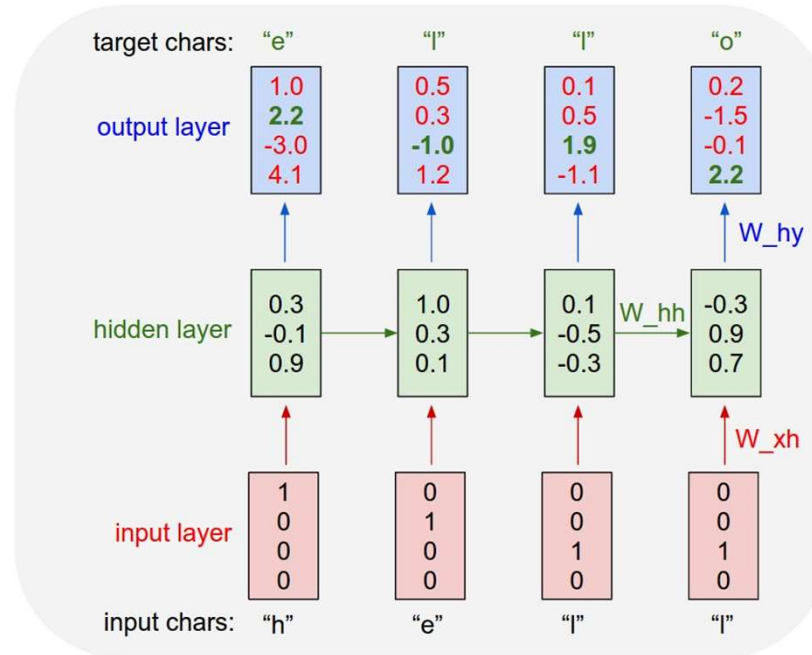 target chars: “e” “l” “l” “o”
1.0 0.5 0.1 0.2
2.2 0.3 0.5 -1.5
output layer
-3.0 -1.0 1.9 -0.1
4.1 1.2 -1.1 2.2
W_hy
0.3 1.0 0.1 -0.3
W_hh
hidden layer -0.1 0.3 -0.5 0.9
0.9 0.1 -0.3 0.7
W_xh
1 0 0 0
0 1 0 0
input layer
0 0 1 1
0 0 0 0
input chars: “h” “e” “l” “l”